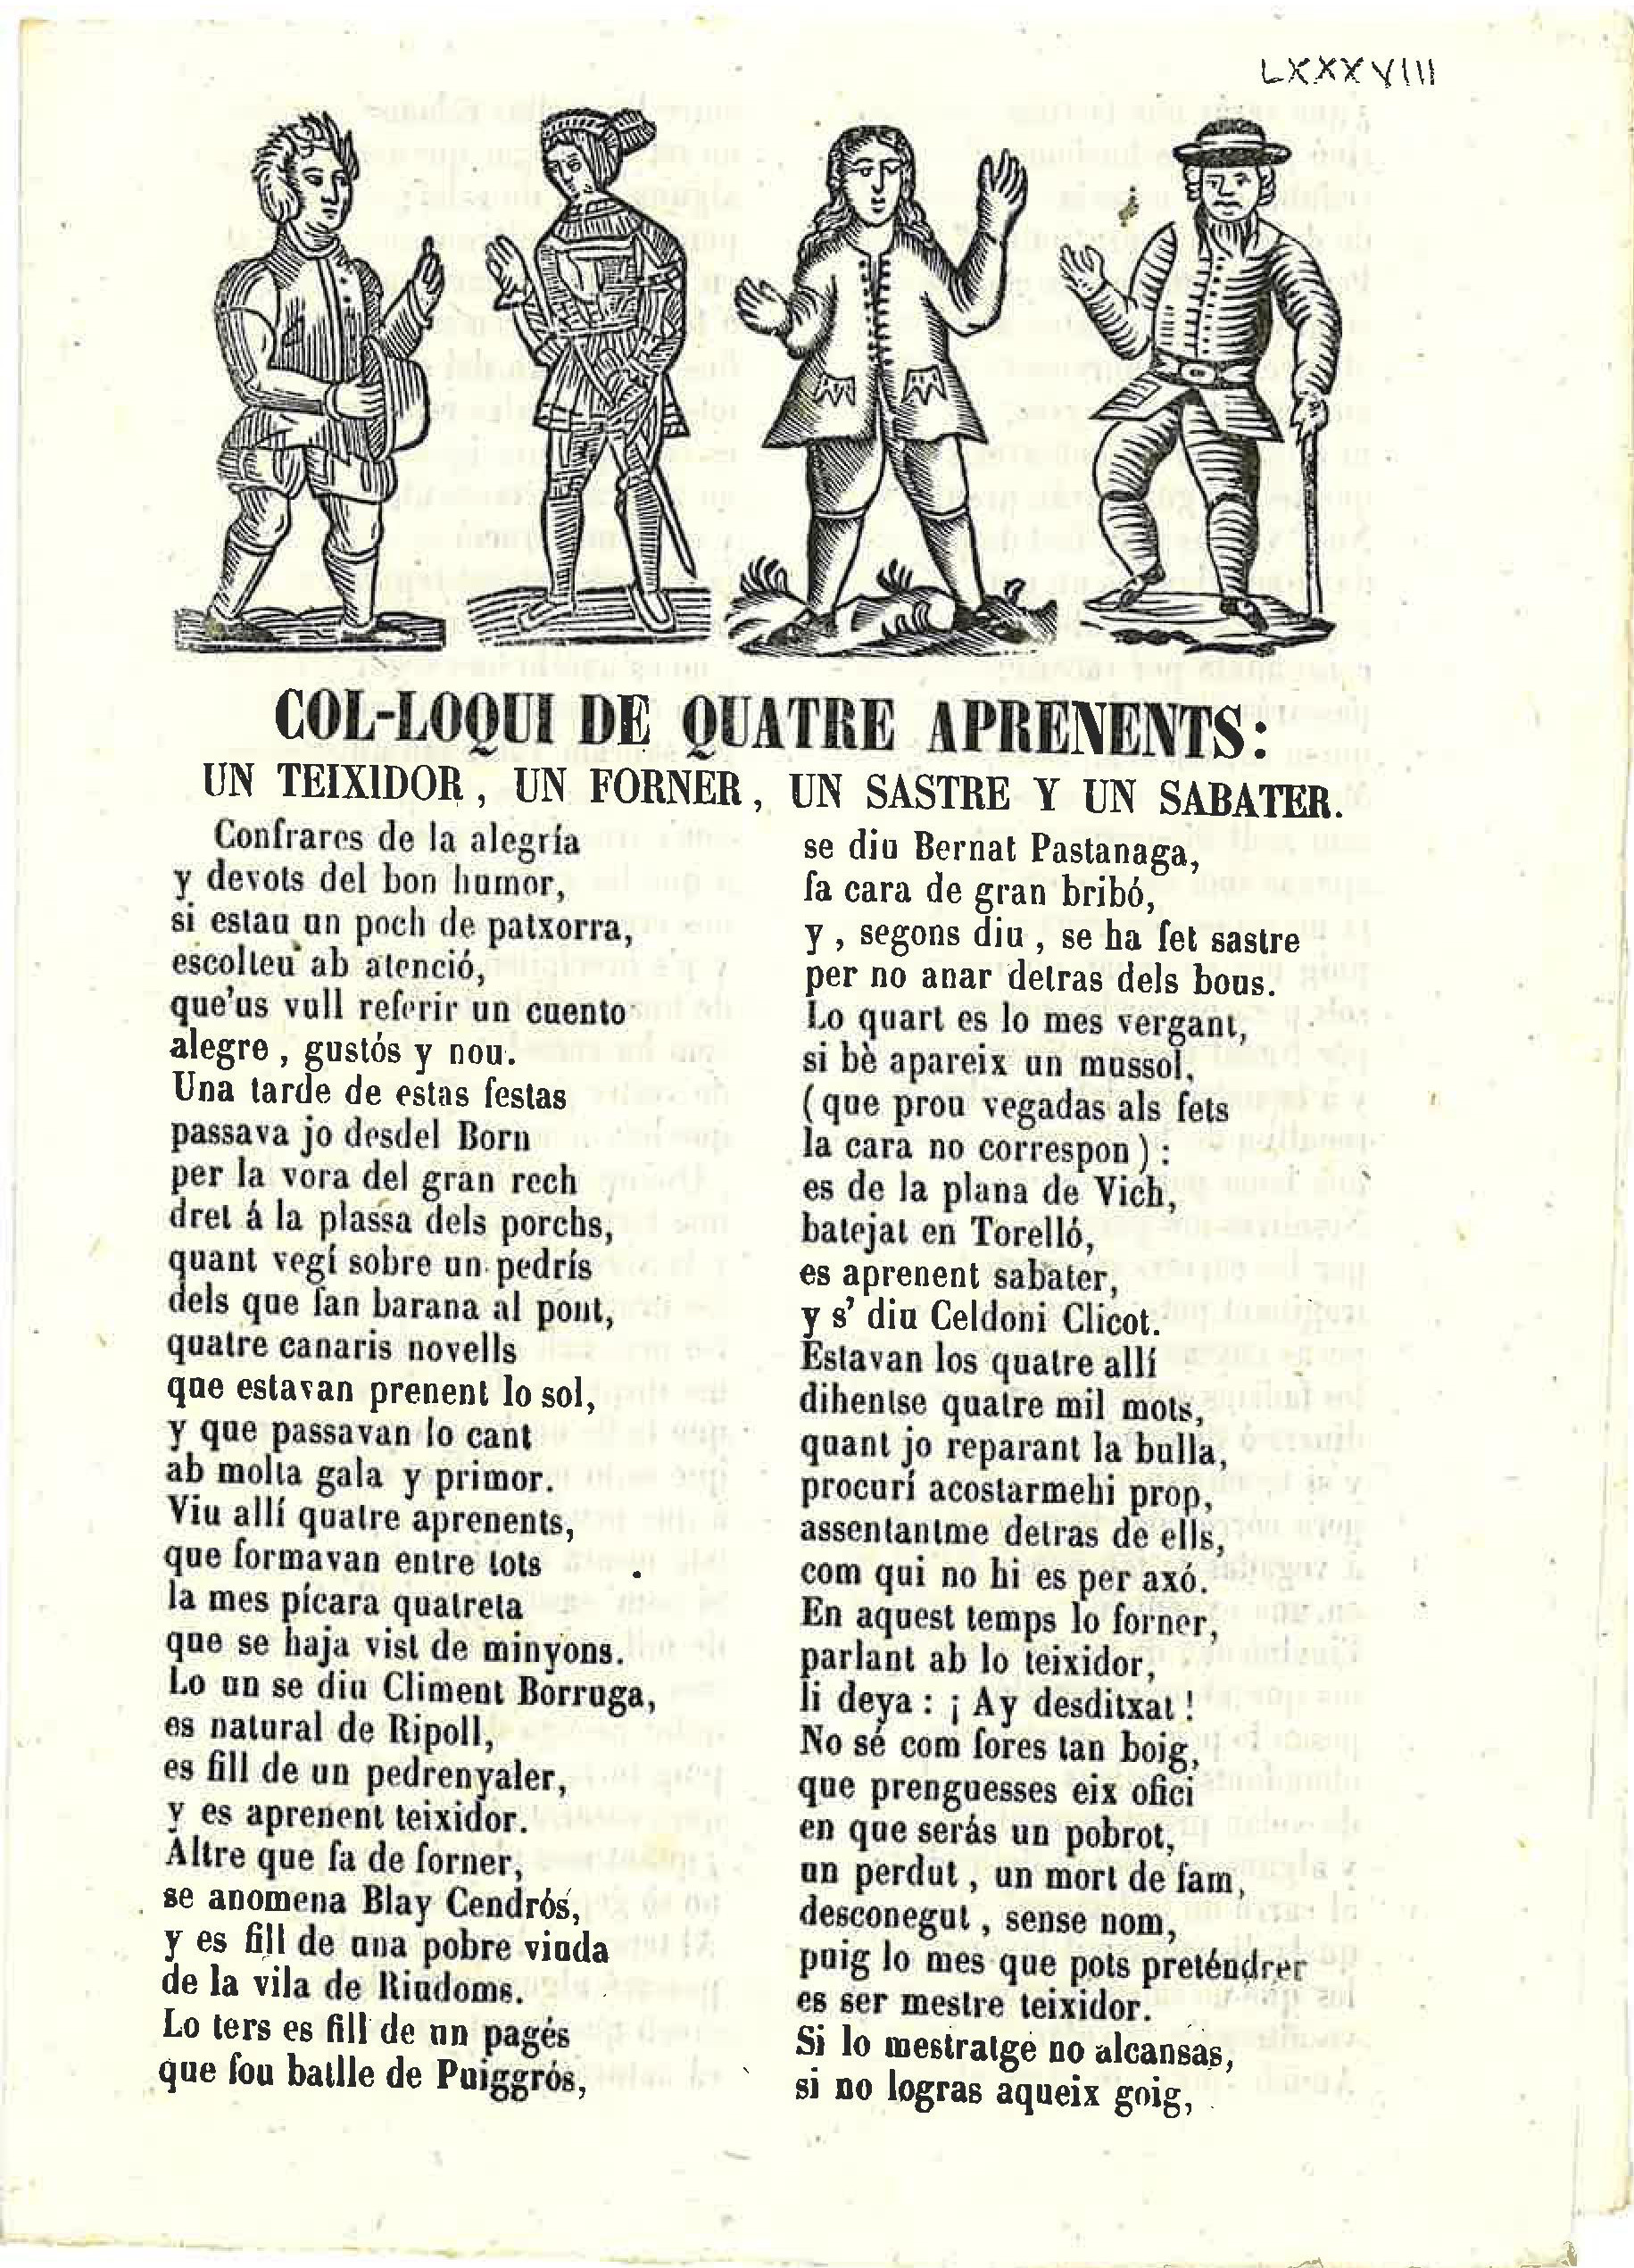 LXXXVIII
COL-LOQUI DE QUATRE APRENENTS:
UN TEIXIDOR, UN FORNER, UN SASTRE Y UN SABATER.
Confrares de la alegría
y devots del bon humor,
si estau un poch de patxorra,
escolteu ab atenció,
que'us vull referir un cuento
alegre, gustós y nou.
Una tarde de estas festas
passava jo desdel Born
per la vora del gran rech
dret á la plassa dels porchs,
quant vegí sobre un pedrís
dels que fan barana al pont,
quatre canaris novells
que estavan prenent lo sol,
y que passavan lo cant
ab molta gala y primor.
Viu allí quatre aprenents,
que formavan entre tots
la mes pícara quatreta
que se haja vist de minyons.
Lo un se diu Climent Borruga,
es natural de Ripoll,
es fill de un pedrenyaler,
y es aprenent teixidor.
Altre que fa de forner,
se anomena Blay Cendrós,
y es fill de una pobre viuda
de la vila de Riudoms.
Lo ters es fill de un pagés
que fou batlle de Puiggrós,
se diu Bernat Pastanaga,
fa cara de gran bribó,
y, segons diu, se ha fet sastre
per no anar detras dels bous.
Lo quart es lo mes vergant,
si bè apareix un mussol,
(que prou vegadas als fets
la cara no correspon):
es de la plana de Vich,
batejat en Torelló,
es aprenent sabater,
y s' diu Celdoni Clicot.
Estavan los quatre allí
dihentse quatre mil mots,
quant jo reparant la bulla,
procurí acostarmehi prop,
assentantme detras de ells,
com qui no hi es per axó.
En aquest temps lo forner,
parlant ab lo teixidor,
li deya: ¡Ay desditxat!
No sé com fores tan boig,
que prenguesses eix ofici
en que serás un pobrot,
un perdut, un mort de fam,
desconegut, sense nom,
puig lo mes que pots preténdrer
es ser mestre teixidor.
Si lo mestratge no alcansas,
si no logras aqueix goig,